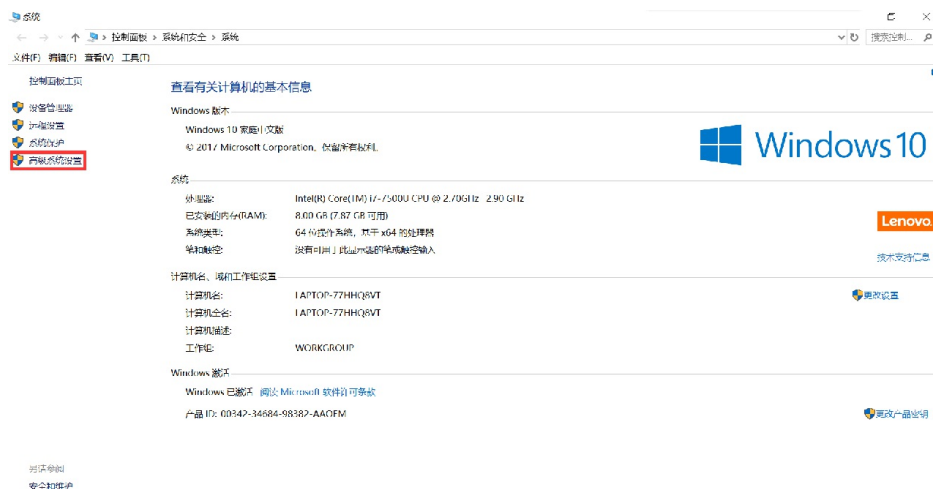 系统
控制面板 › 系统和安全 › 系统
搜索控制...
文件(F) 编辑(E) 查看(V) 工具(T)
控制面板主页
设备管理器
远程设置
系统保护
高级系统设置
查看有关计算机的基本信息
Windows 版本
Windows 10 家庭中文版
© 2017 Microsoft Corporation。保留所有权利。
Windows 10
系统
处理器: Intel(R) Core(TM) i7-7500U CPU @ 2.70GHz 2.90 GHz
已安装的内存(RAM): 8.00 GB (7.87 GB 可用)
系统类型: 64 位操作系统，基于 x64 的处理器
笔和触控: 没有可用于此显示器的笔或触控输入
Lenovo
技术支持信息
计算机名、域和工作组设置
计算机名: LAPTOP-77HHQ8VT
更改设置
计算机全名: LAPTOP-77HHQ8VT
计算机描述:
工作组: WORKGROUP
Windows 激活
Windows 已激活 阅读 Microsoft 软件许可条款
产品 ID: 00342-34684-98382-AAOEM
更改产品密钥
另请参阅
安全和维护